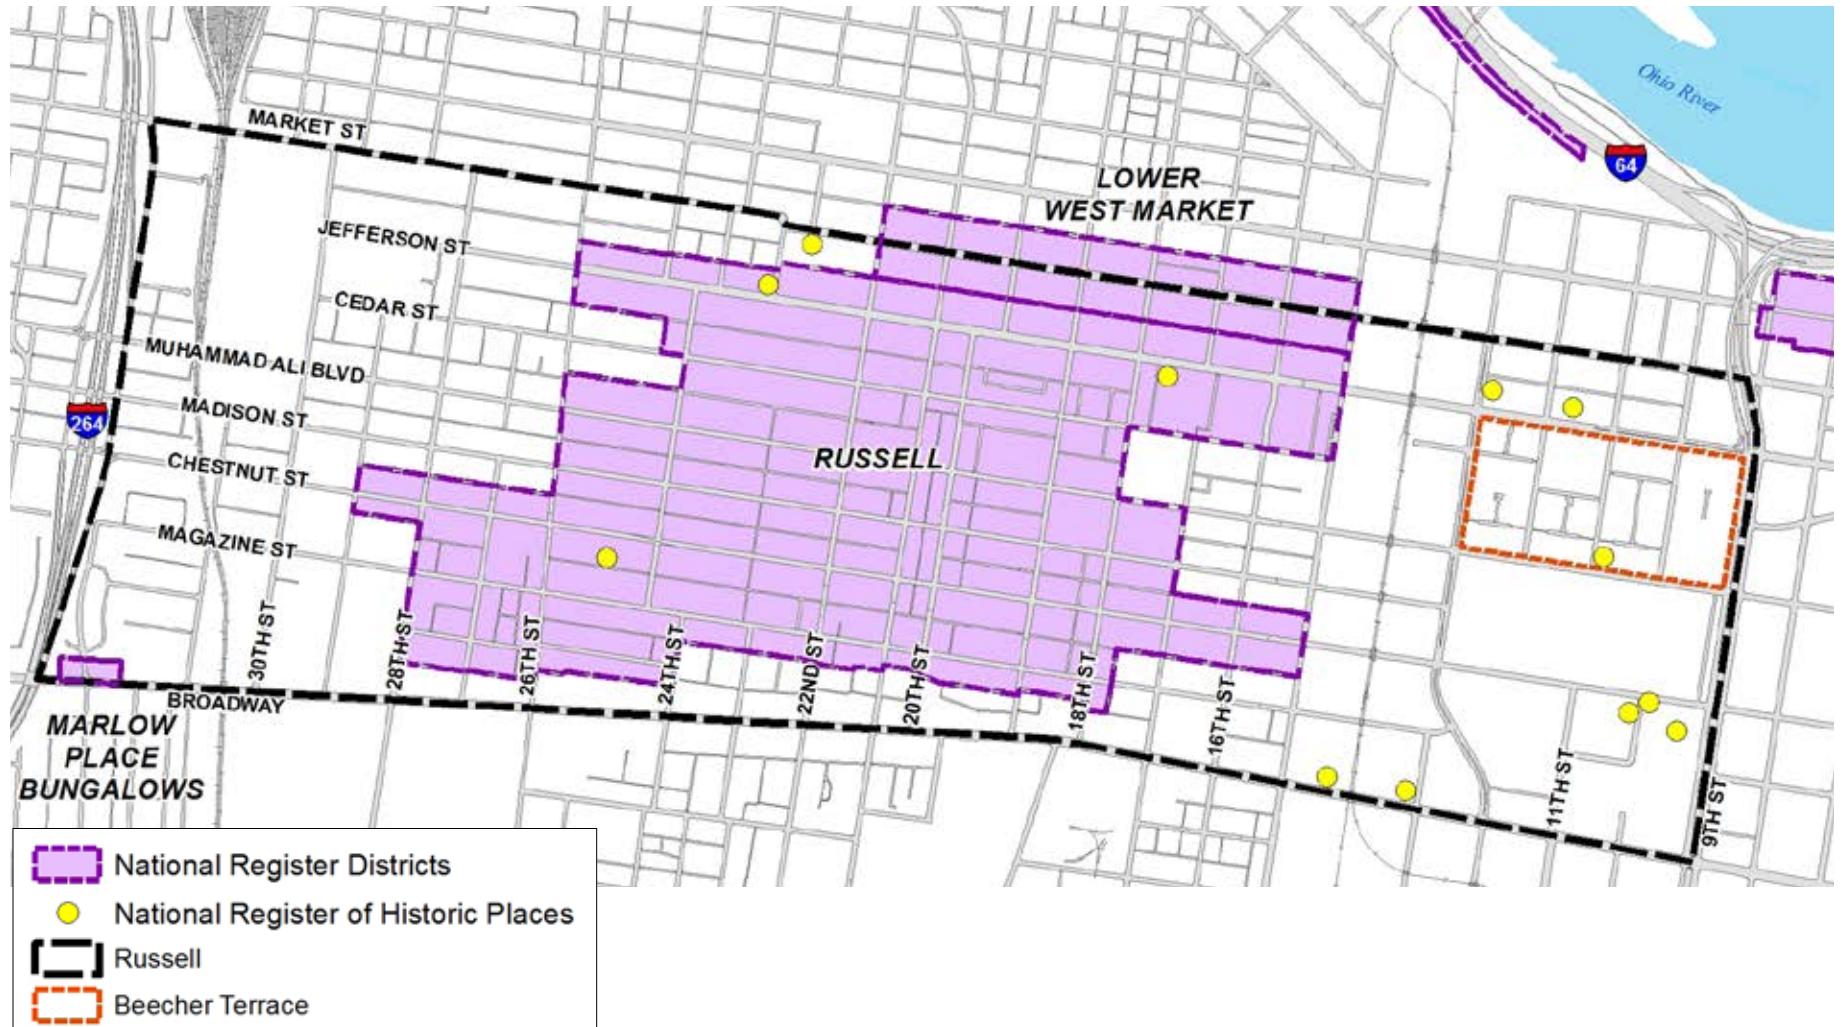 Ohio River
64
MARKET ST
LOWER
WEST MARKET
JEFFERSON ST
CEDAR ST
MUHAMMAD ALI BLVD
264
MADISON ST
RUSSELL
CHESTNUT ST
MAGAZINE ST
30TH ST
28TH ST
26TH ST
24TH ST
22ND ST
20TH ST
18TH ST
16TH ST
11TH ST
9TH ST
BROADWAY
MARLOW
PLACE
BUNGALOWS
National Register Districts
National Register of Historic Places
Russell
Beecher Terrace